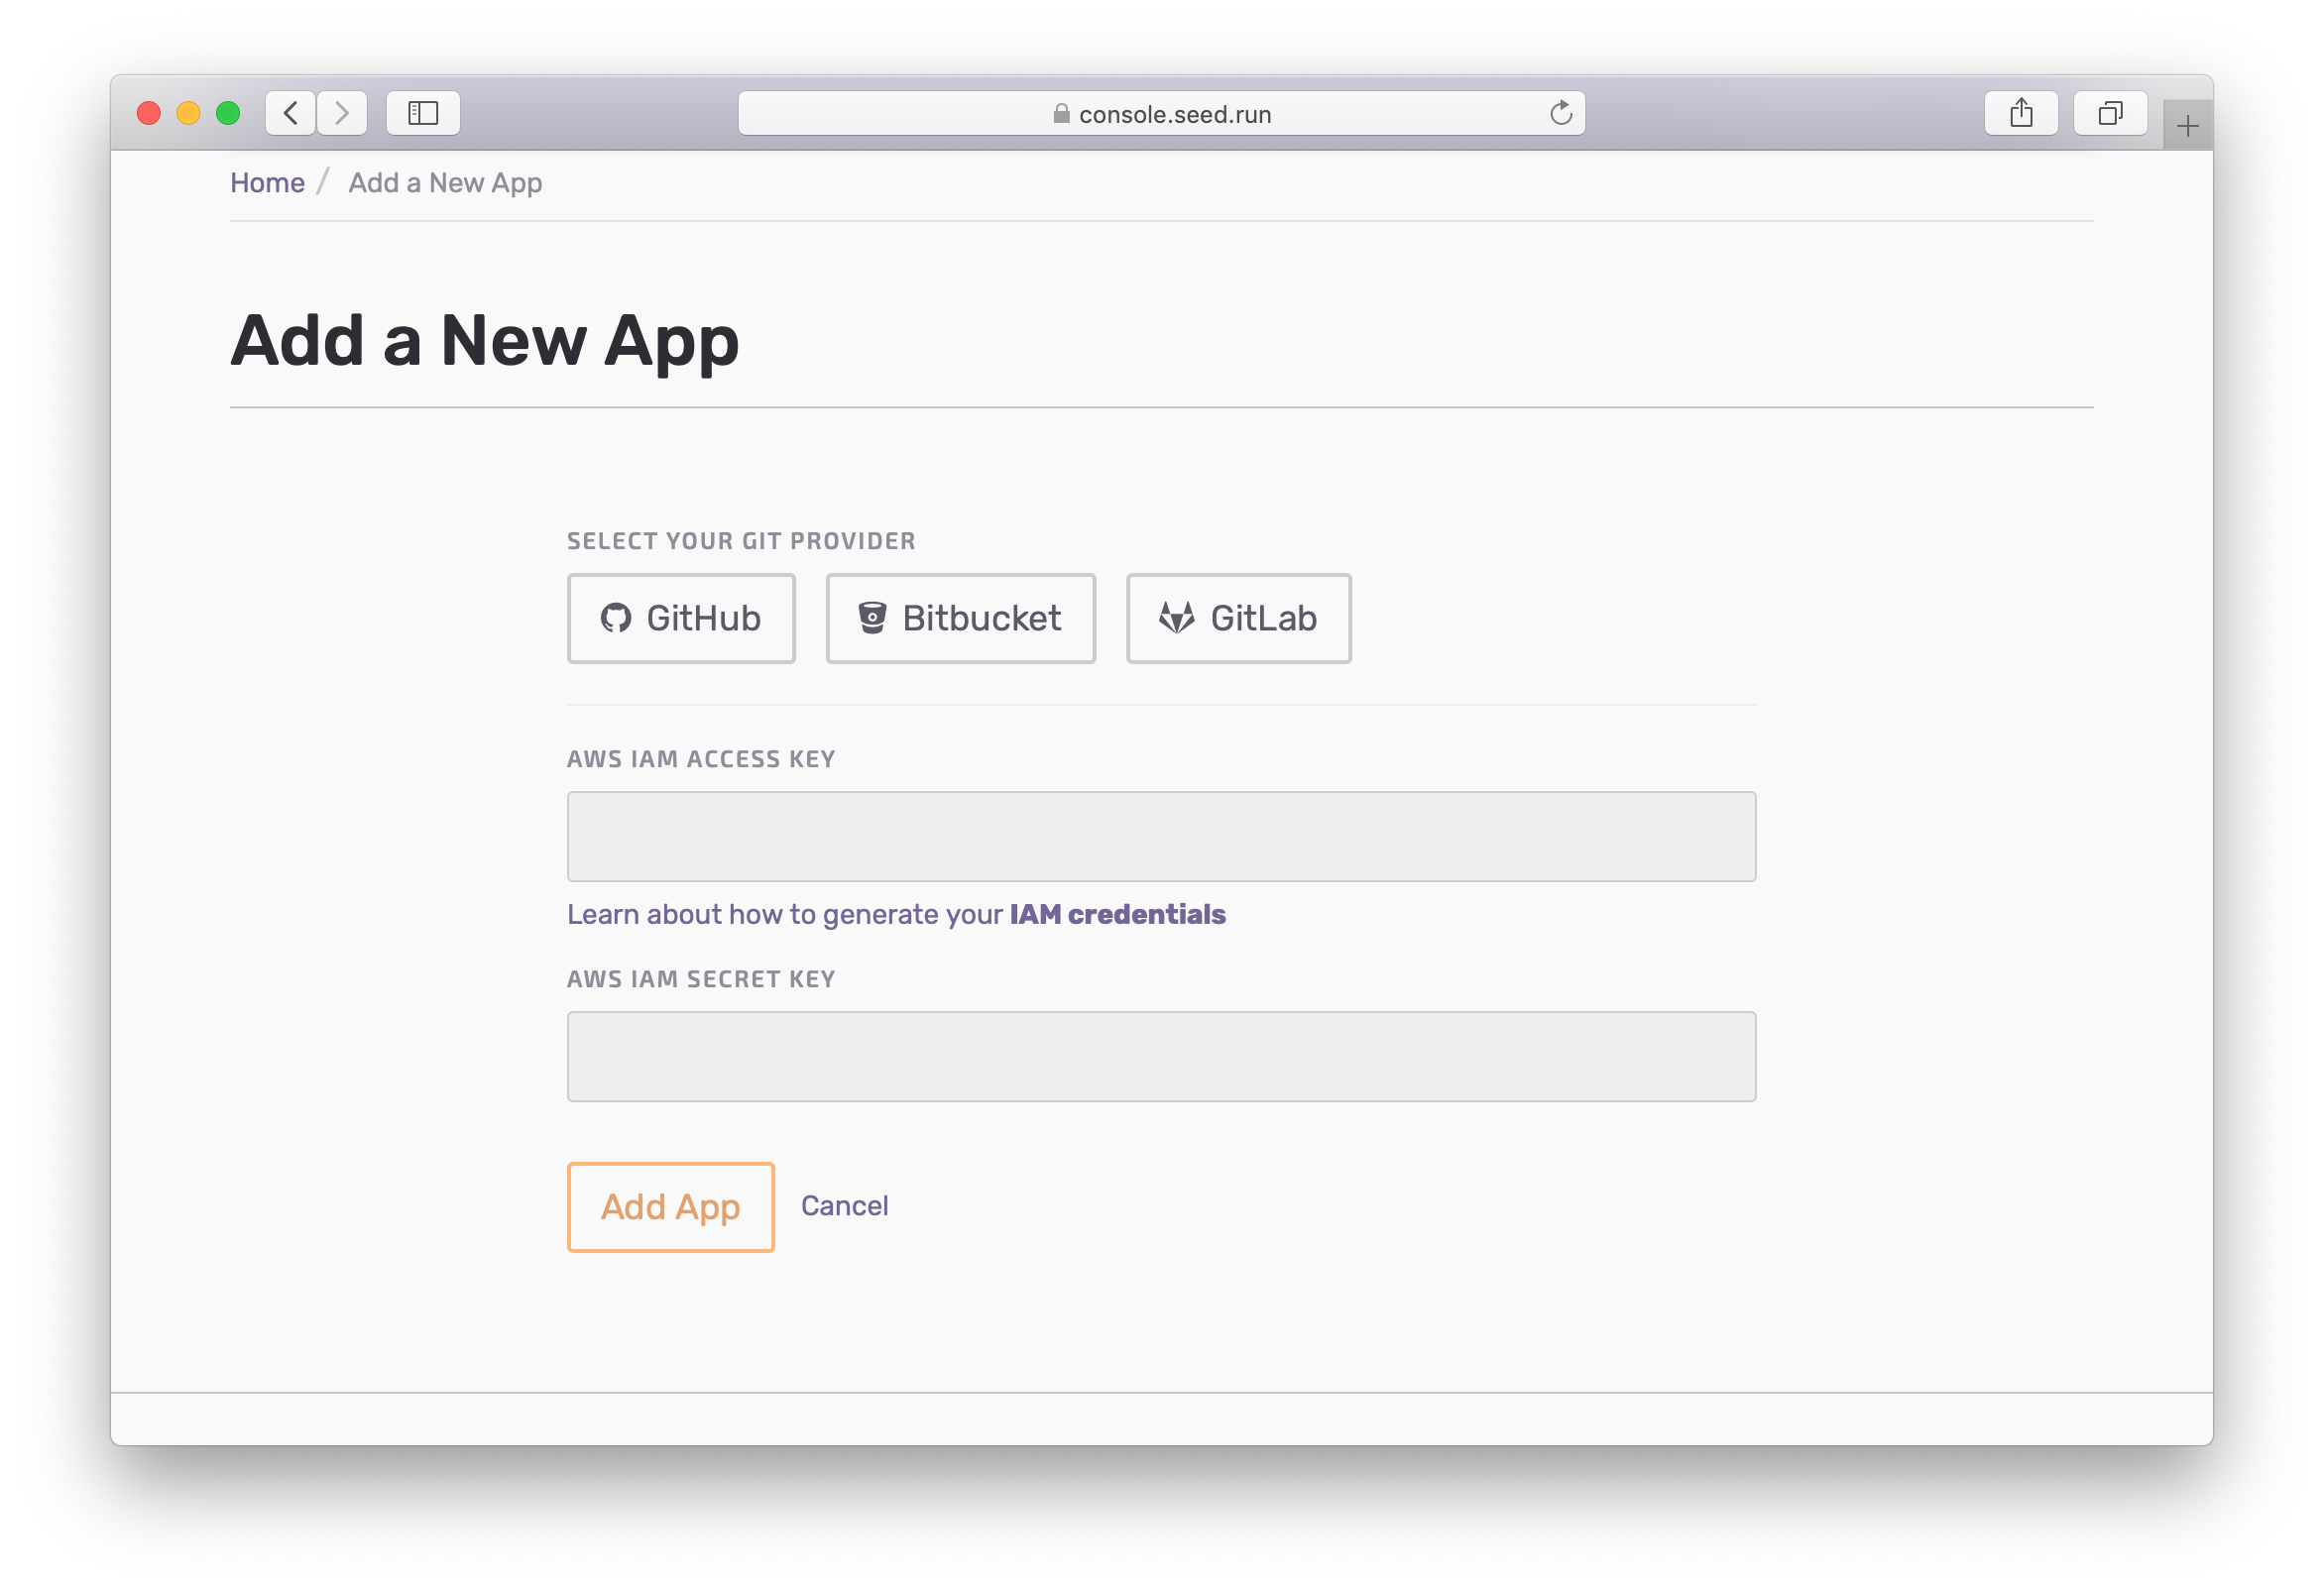 console.seed.run
Home / Add a New App
Add a New App
SELECT YOUR GIT PROVIDER
GitHub Bitbucket GitLab
AWS IAM ACCESS KEY
Learn about how to generate your IAM credentials
AWS IAM SECRET KEY
Add App Cancel